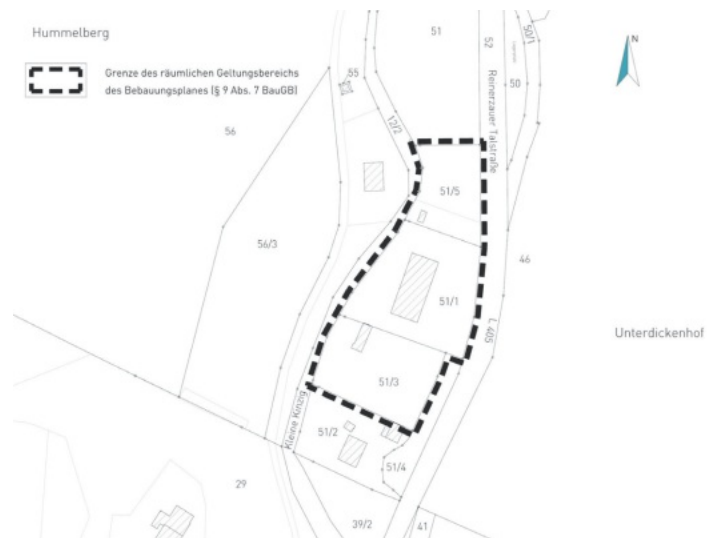 Hummelberg
Grenze des räumlichen Geltungsbereichs
des Bebauungsplanes (§ 9 Abs. 7 BauGB)
N
51
52
50/1
50
55
12/2
Reinerzauer Talstraße
56
51/5
56/3
46
51/1
L 405
Unterdickenhof
51/3
Kleine Kinzig
51/2
51/4
29
39/2
41